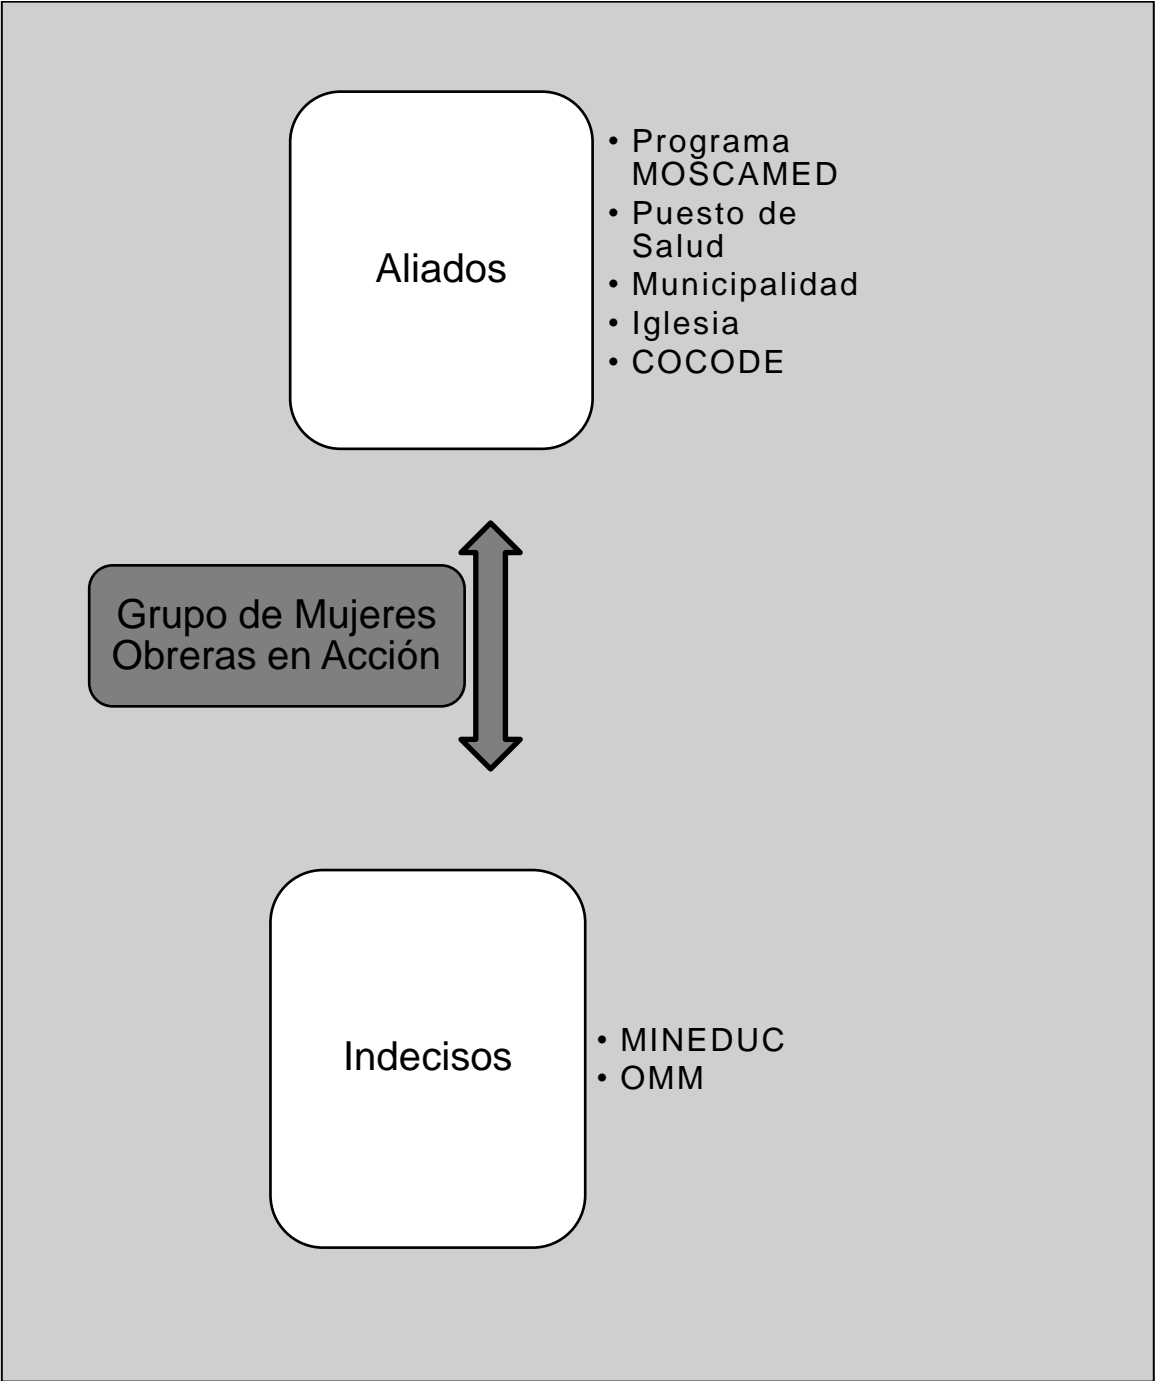 Aliados
• Programa
MOSCAMED
• Puesto de
Salud
• Municipalidad
• Iglesia
• COCODE
Grupo de Mujeres
Obreras en Acción
Indecisos
• MINEDUC
• OMM